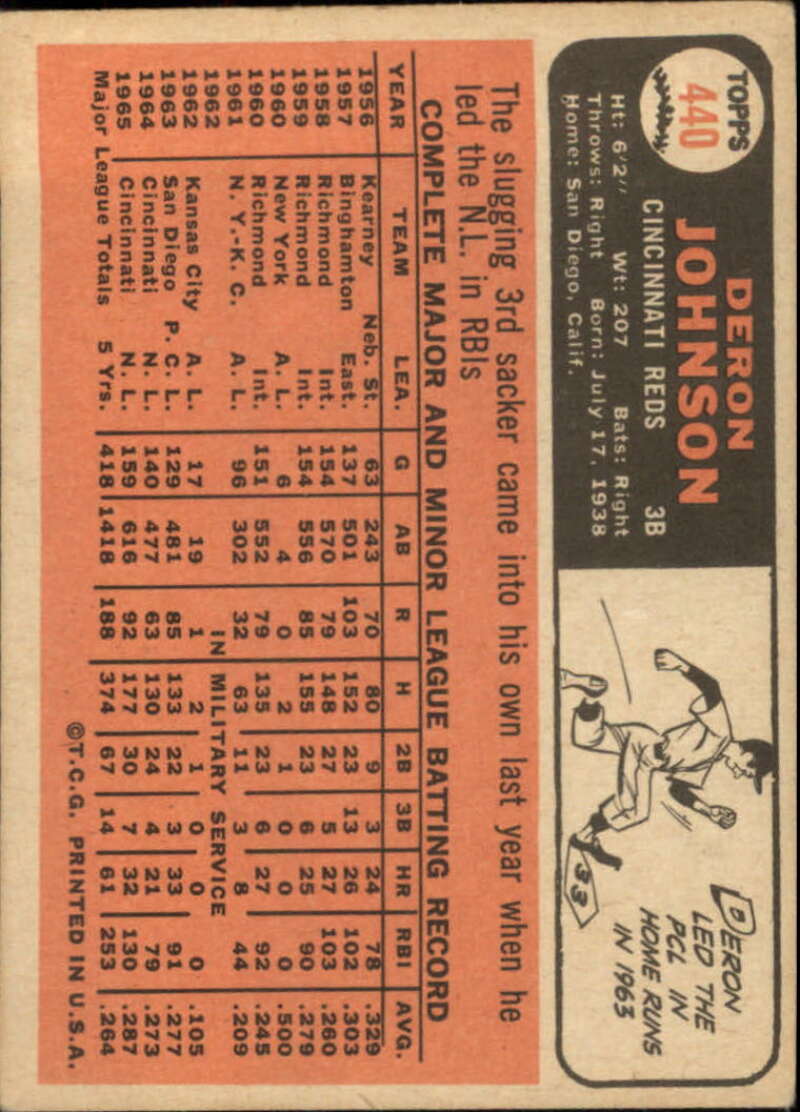 TOPPS
440
DERON
JOHNSON
CINCINNATI REDS 3B
Ht: 6'2" Wt: 207 Bats: Right
Throws: Right Born: July 17, 1938
Home: San Diego, Calif.
DERON
LED THE
PCL IN
HOME RUNS
IN 1963
33
The slugging 3rd sacker came into his own last year when he
led the N.L. in RBIs
COMPLETE MAJOR AND MINOR LEAGUE BATTING RECORD
YEAR TEAM LEA. G AB R H 2B 3B HR RBI AVG.
1956 Kearney Neb. St. 63 243 70 80 9 3 24 78 .329
1957 Binghamton East. 137 501 103 152 23 13 26 102 .303
1958 Richmond Int. 154 570 79 148 27 5 27 103 .260
1959 Richmond Int. 154 556 85 155 23 6 25 90 .279
1960 New York A. L. 6 4 0 2 1 0 0 0 .500
1960 Richmond Int. 151 552 79 135 23 6 27 92 .245
1961 N. Y.-K. C. A. L. 96 302 32 63 11 3 8 44 .209
1962 IN MILITARY SERVICE
1962 Kansas City A. L. 17 19 1 2 1 0 0 0 .105
1963 San Diego P. C. L. 129 481 85 133 22 3 33 91 .277
1964 Cincinnati N. L. 140 477 63 130 24 4 21 79 .273
1965 Cincinnati N. L. 159 616 92 177 30 7 32 130 .287
Major League Totals 5 Yrs. 418 1418 188 374 67 14 61 253 .264
©T.C.G. PRINTED IN U.S.A.